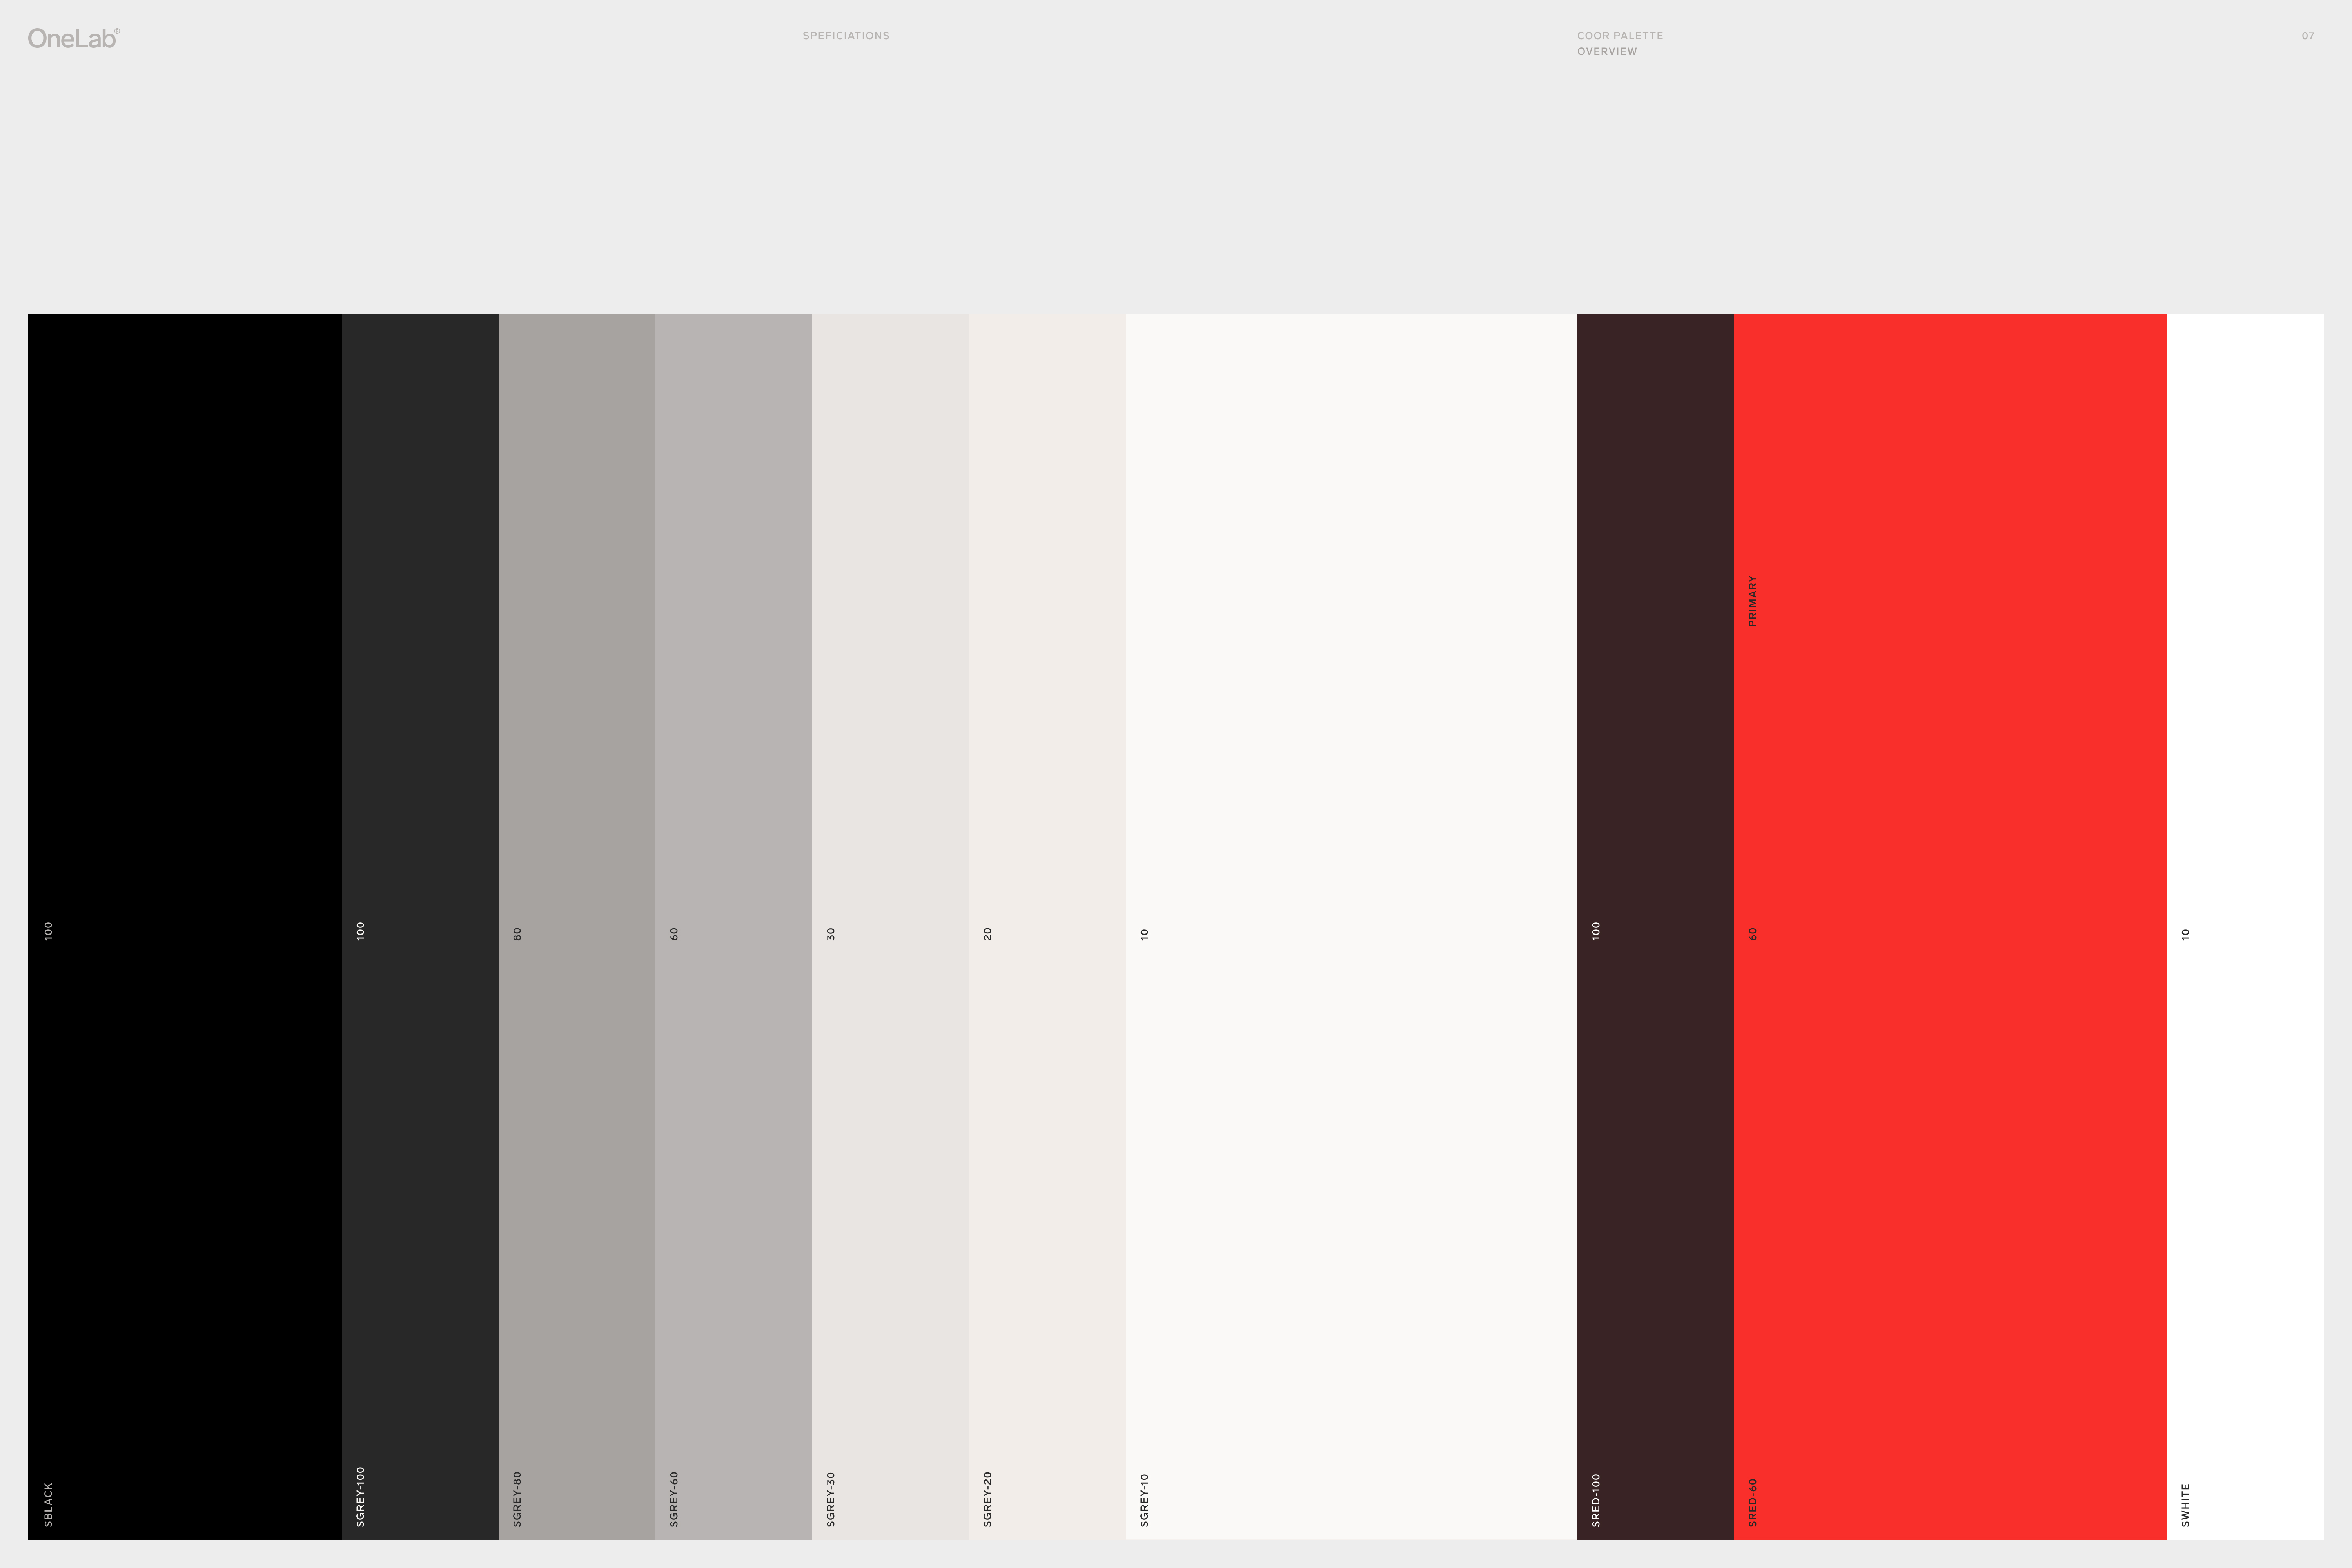 OneLab®
SPEFICIATIONS
COOR PALETTE
OVERVIEW
07
PRIMARY
100
100
80
60
30
20
10
100
60
10
$BLACK
$GREY-100
$GREY-80
$GREY-60
$GREY-30
$GREY-20
$GREY-10
$RED-100
$RED-60
$WHITE